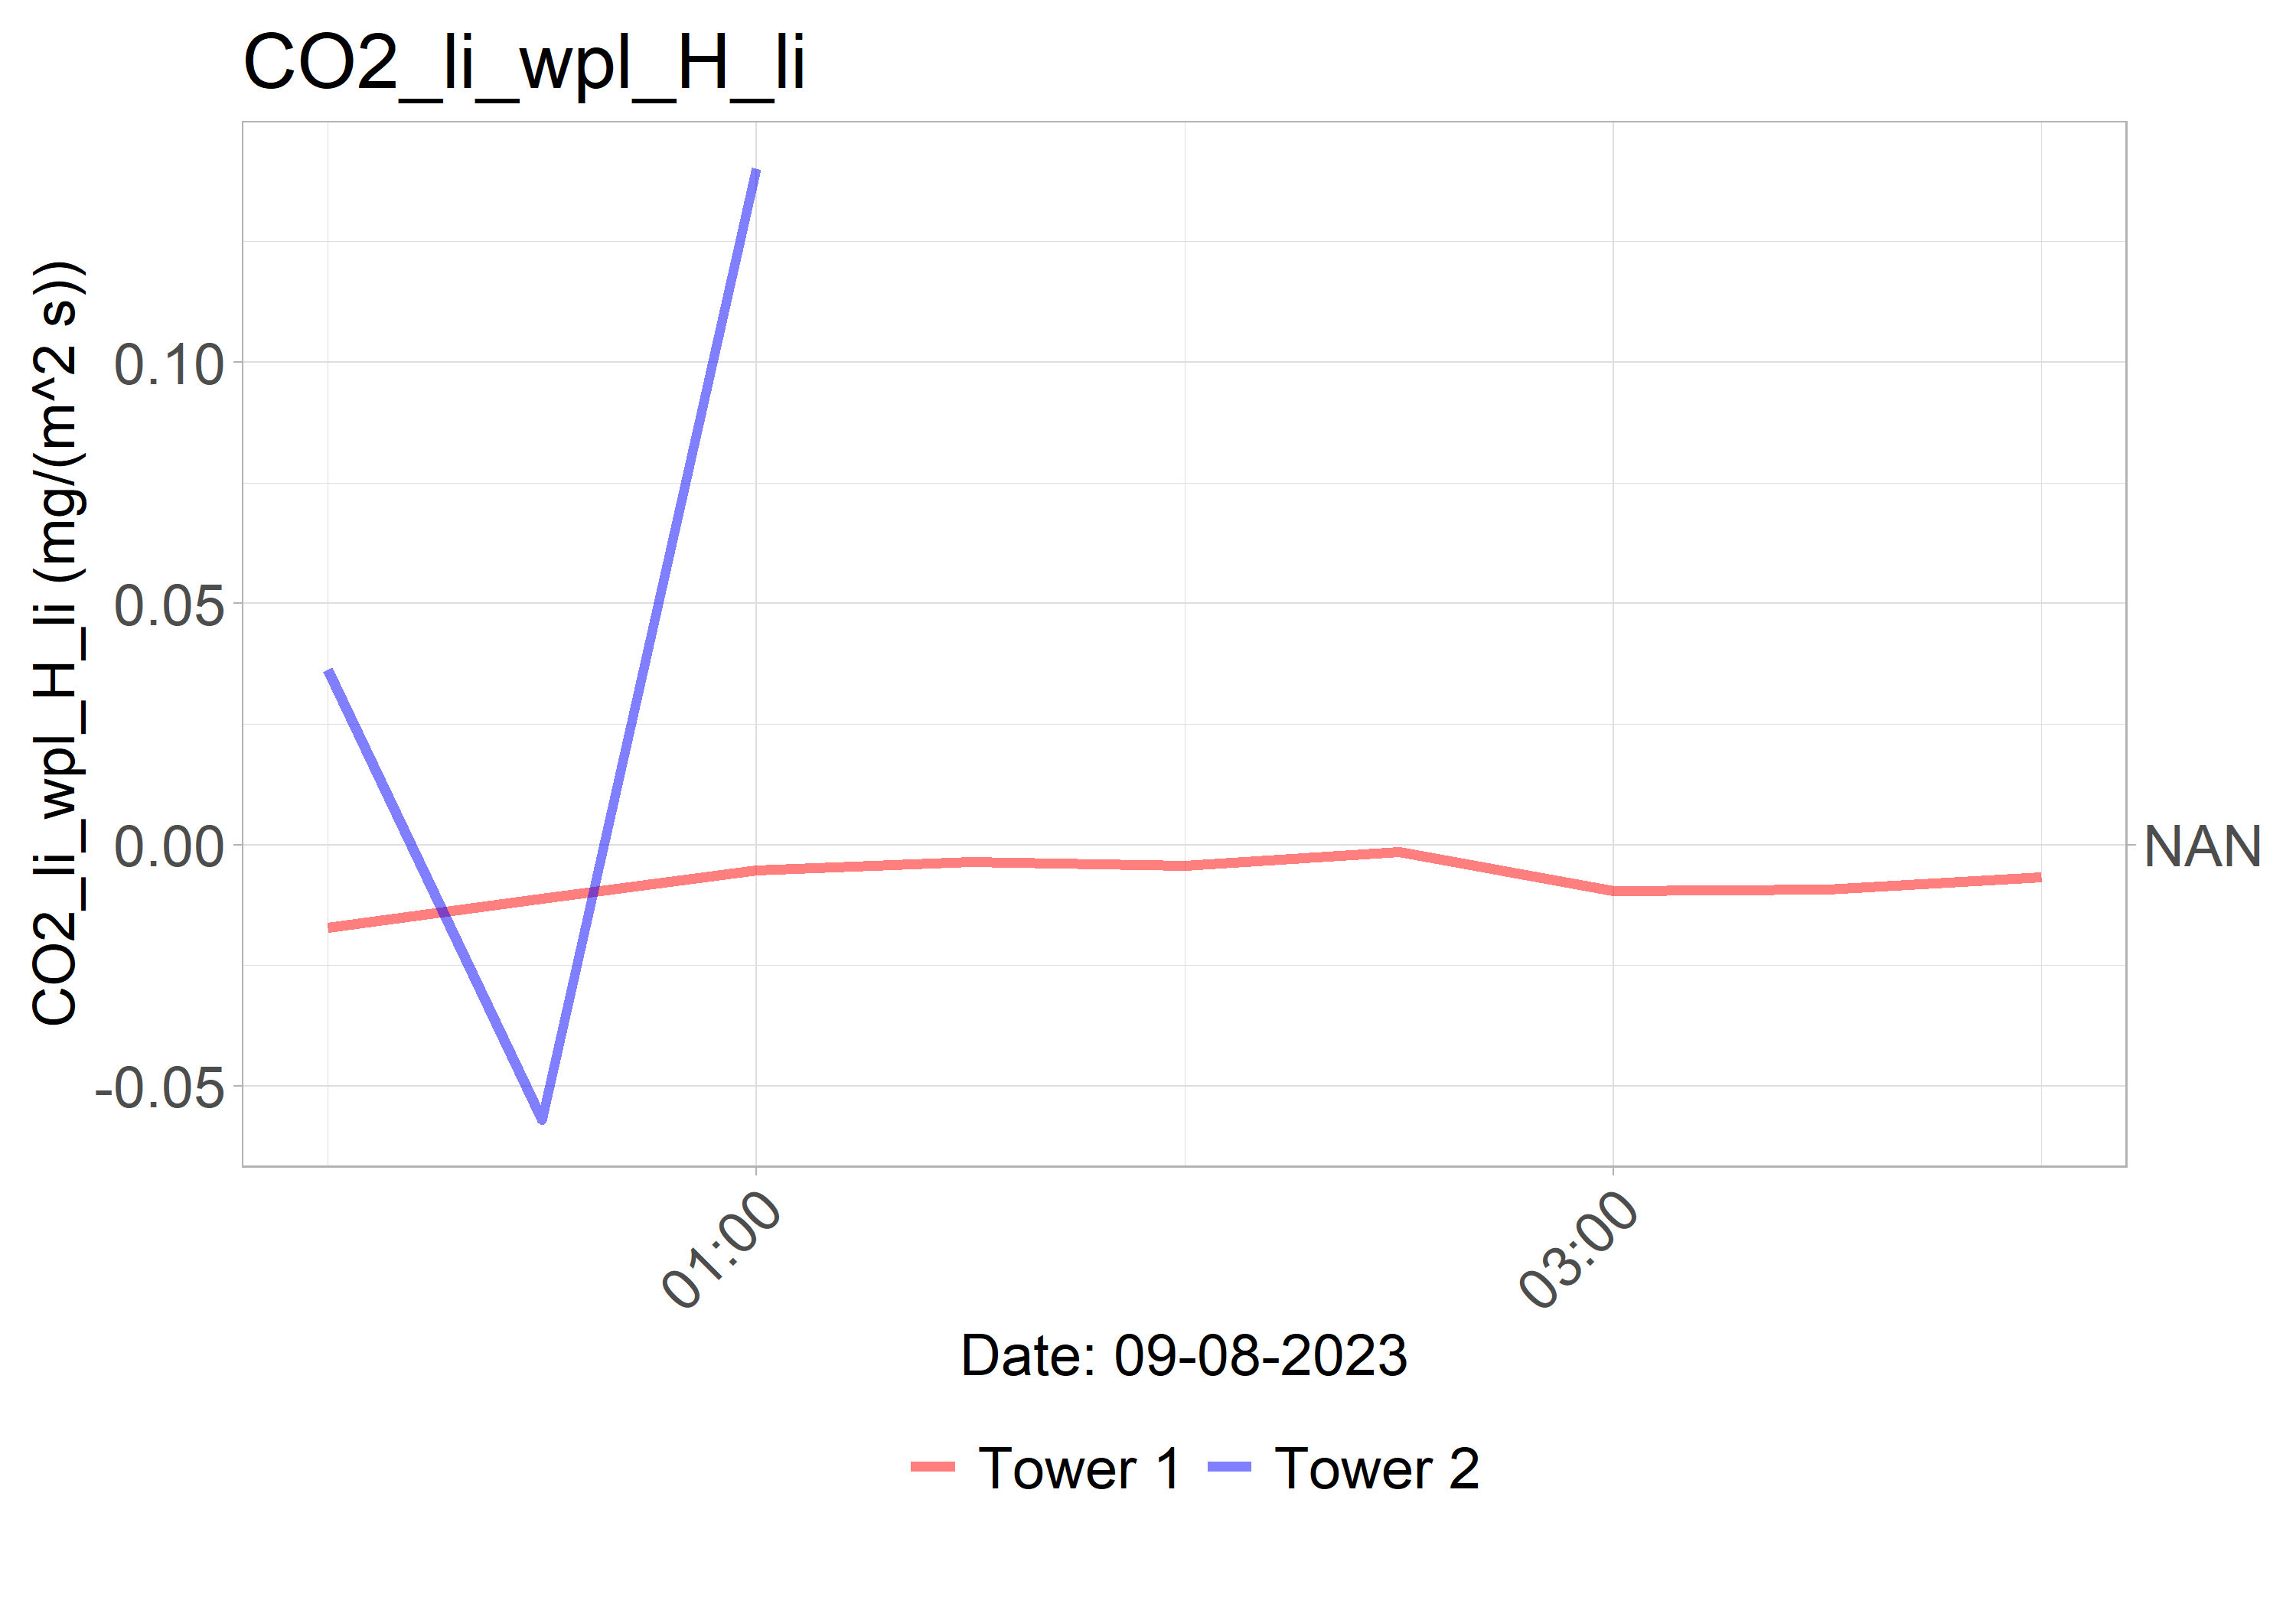 CO2_li_wpl_H_li
CO2_li_wpl_H_li (mg/(m^2 s))
0.10
0.05
0.00
-0.05
NAN
01:00
03:00
Date: 09-08-2023
Tower 1
Tower 2